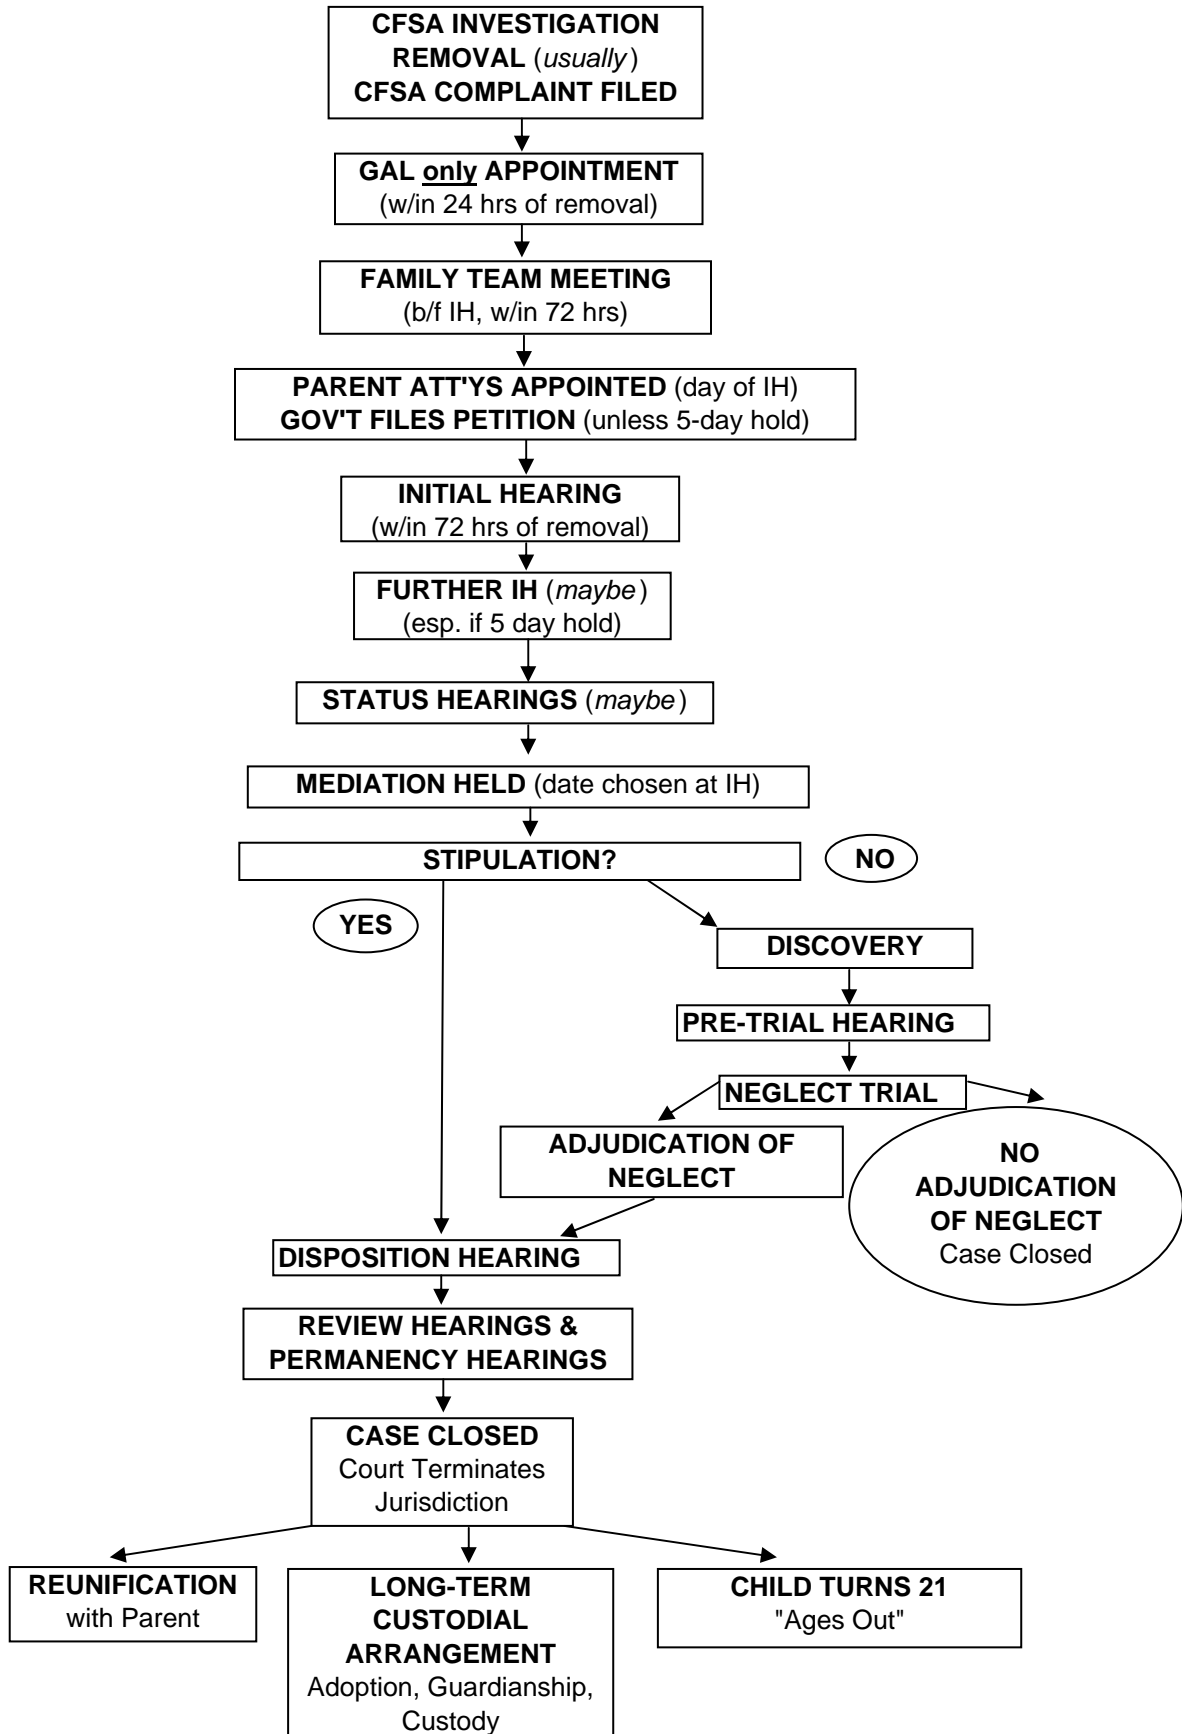 CFSA INVESTIGATION
REMOVAL (usually)
CFSA COMPLAINT FILED
GAL only APPOINTMENT
(w/in 24 hrs of removal)
FAMILY TEAM MEETING
(b/f IH, w/in 72 hrs)
PARENT ATT'YS APPOINTED (day of IH)
GOV'T FILES PETITION (unless 5-day hold)
INITIAL HEARING
(w/in 72 hrs of removal)
FURTHER IH (maybe)
(esp. if 5 day hold)
STATUS HEARINGS (maybe)
MEDIATION HELD (date chosen at IH)
STIPULATION?
NO
YES
DISCOVERY
PRE-TRIAL HEARING
NEGLECT TRIAL
ADJUDICATION OF
NEGLECT
NO
ADJUDICATION
OF NEGLECT
Case Closed
DISPOSITION HEARING
REVIEW HEARINGS &
PERMANENCY HEARINGS
CASE CLOSED
Court Terminates
Jurisdiction
REUNIFICATION
with Parent
LONG-TERM
CUSTODIAL
ARRANGEMENT
Adoption, Guardianship,
Custody
CHILD TURNS 21
"Ages Out"